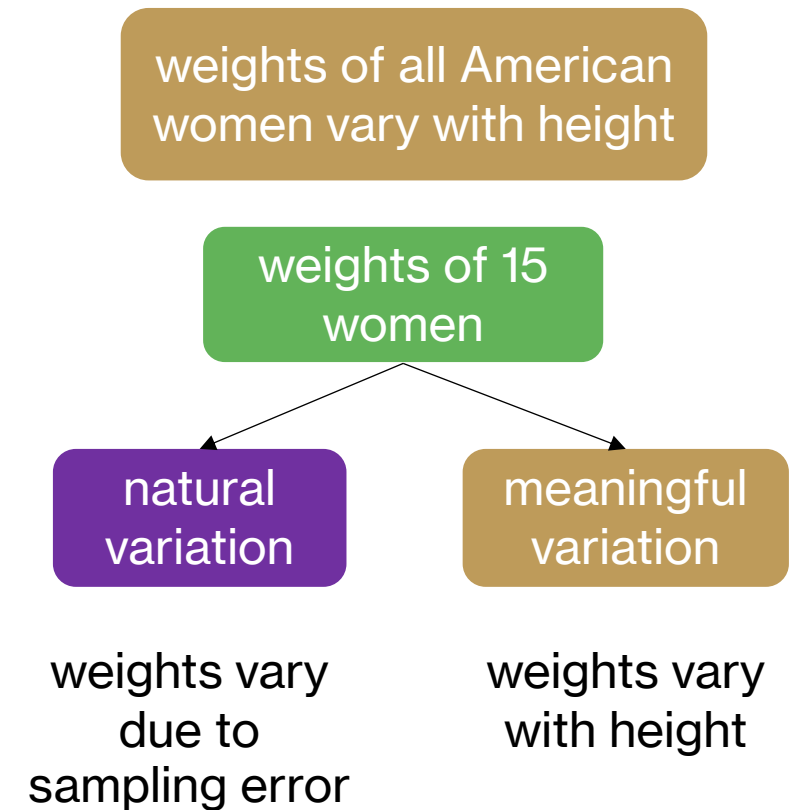 weights of all American
women vary with height
weights of 15
women
natural
variation
meaningful
variation
weights vary
due to
sampling error
weights vary
with height